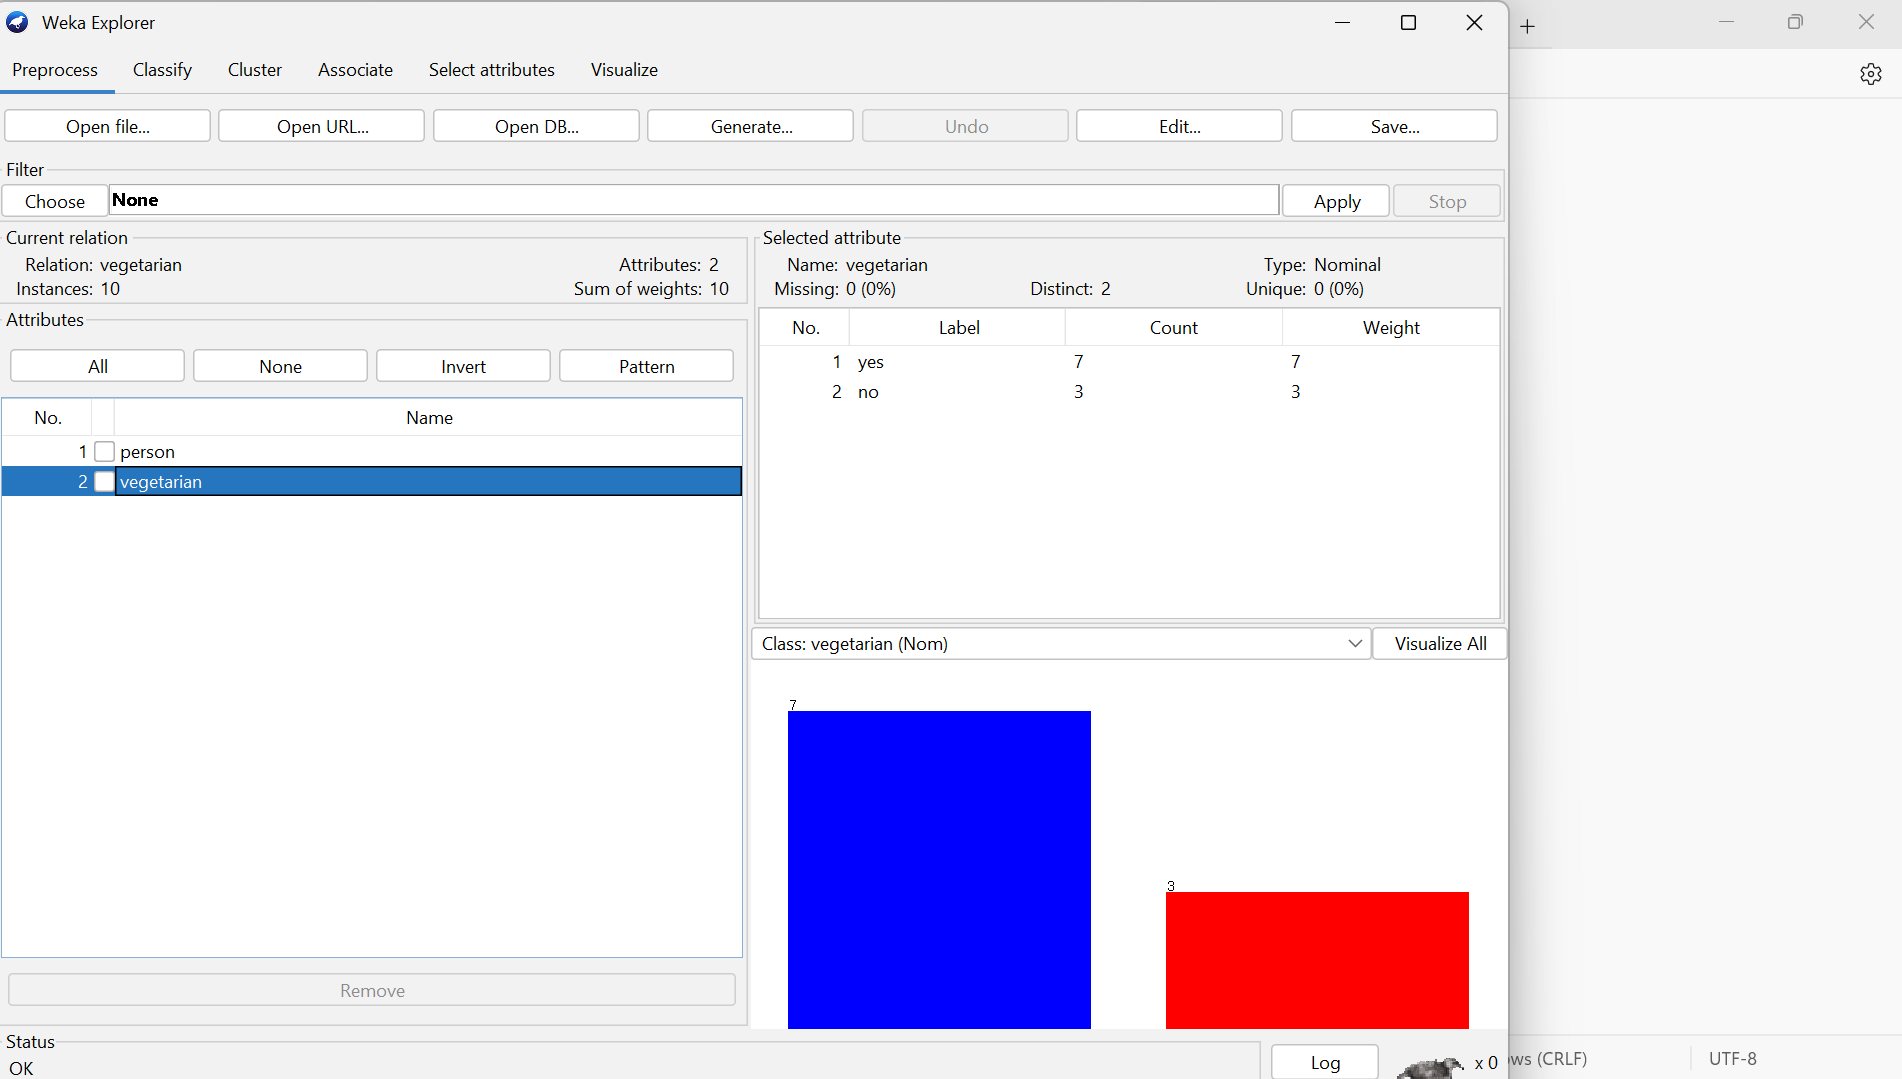 Weka Explorer
Preprocess Classify Cluster Associate Select attributes Visualize
Open file... Open URL... Open DB... Generate... Undo Edit... Save...
Filter
Choose None Apply Stop
Current relation
Relation: vegetarian Attributes: 2
Instances: 10 Sum of weights: 10
Attributes
All None Invert Pattern
No. Name
1 person
2 vegetarian
Remove
Selected attribute
Name: vegetarian Type: Nominal
Missing: 0 (0%) Distinct: 2 Unique: 0 (0%)
No. Label Count Weight
1 yes 7 7
2 no 3 3
Class: vegetarian (Nom) Visualize All
7
3
Status
OK
Log x 0
ows (CRLF) UTF-8